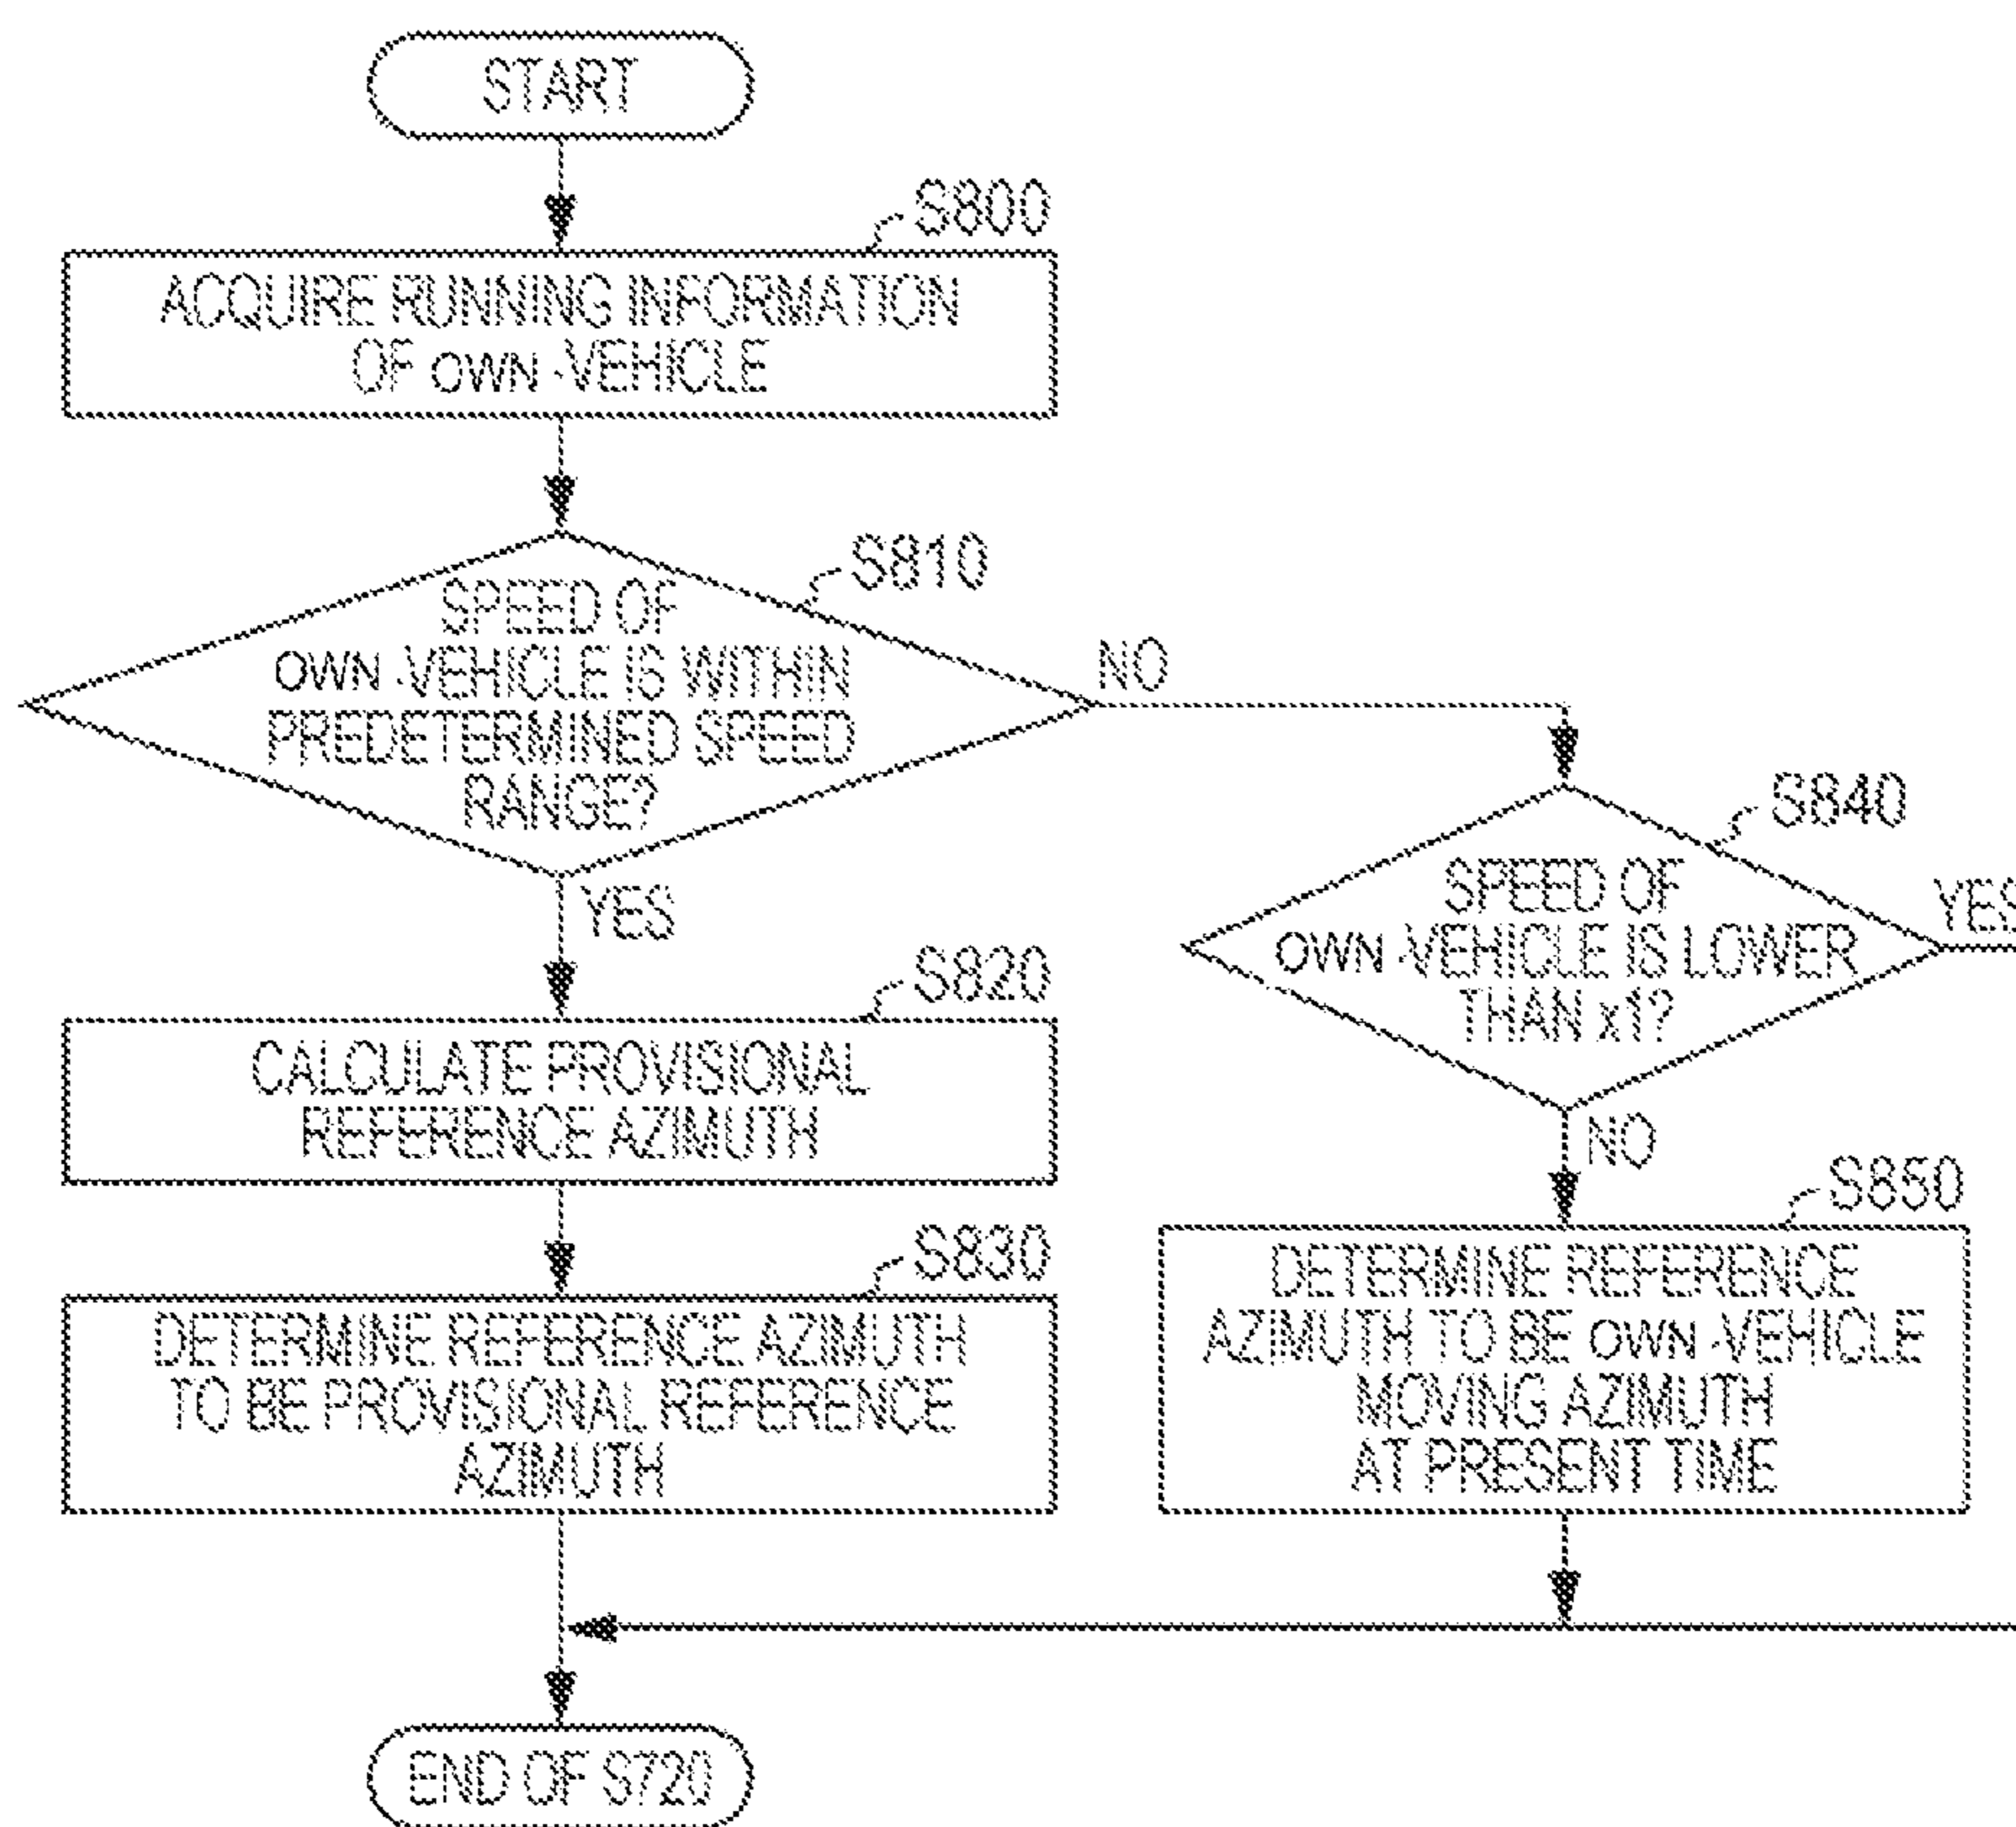 START
S800
ACQUIRE RUNNING INFORMATION
OF OWN-VEHICLE
S810
SPEED OF
OWN-VEHICLE IS WITHIN
PREDETERMINED SPEED
RANGE?
NO
YES
S840
SPEED OF
OWN-VEHICLE IS LOWER
THAN x1?
YES
NO
S820
CALCULATE PROVISIONAL
REFERENCE AZIMUTH
S830
DETERMINE REFERENCE AZIMUTH
TO BE PROVISIONAL REFERENCE
AZIMUTH
S850
DETERMINE REFERENCE
AZIMUTH TO BE OWN-VEHICLE
MOVING AZIMUTH
AT PRESENT TIME
END OF S720